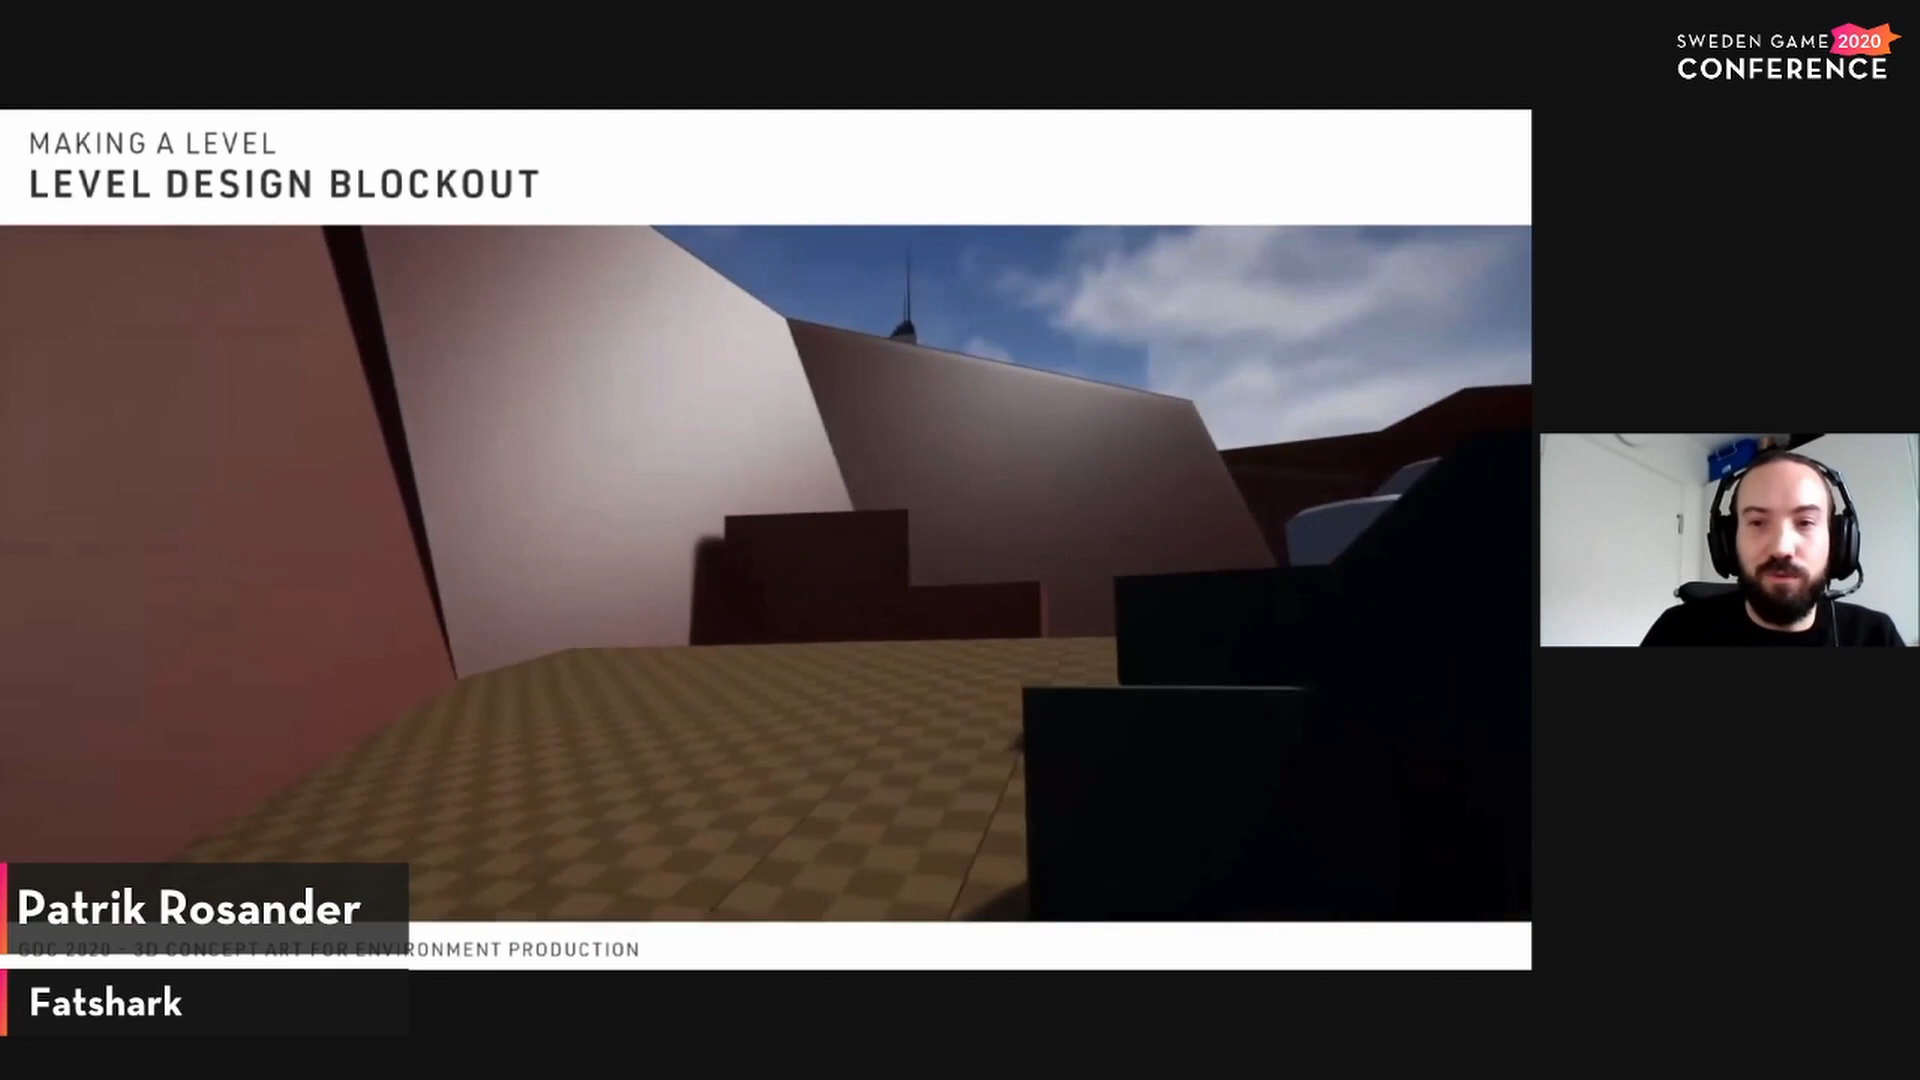 SWEDEN GAME 2020
CONFERENCE
MAKING A LEVEL
LEVEL DESIGN BLOCKOUT
Patrik Rosander
GDC 2020 - 3D CONCEPT ART FOR ENVIRONMENT PRODUCTION
Fatshark